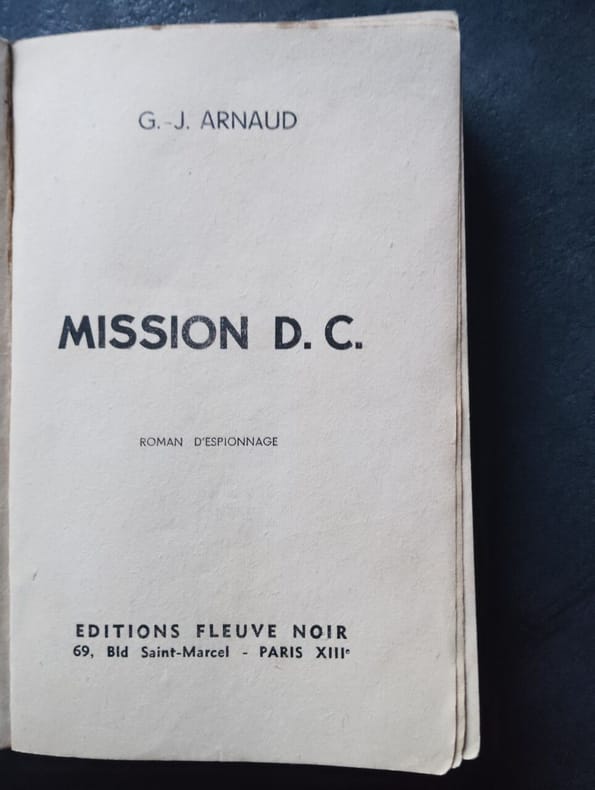 G.-J. ARNAUD
MISSION D. C.
ROMAN D'ESPIONNAGE
EDITIONS FLEUVE NOIR
69, Bld Saint-Marcel - PARIS XIIIᵉ